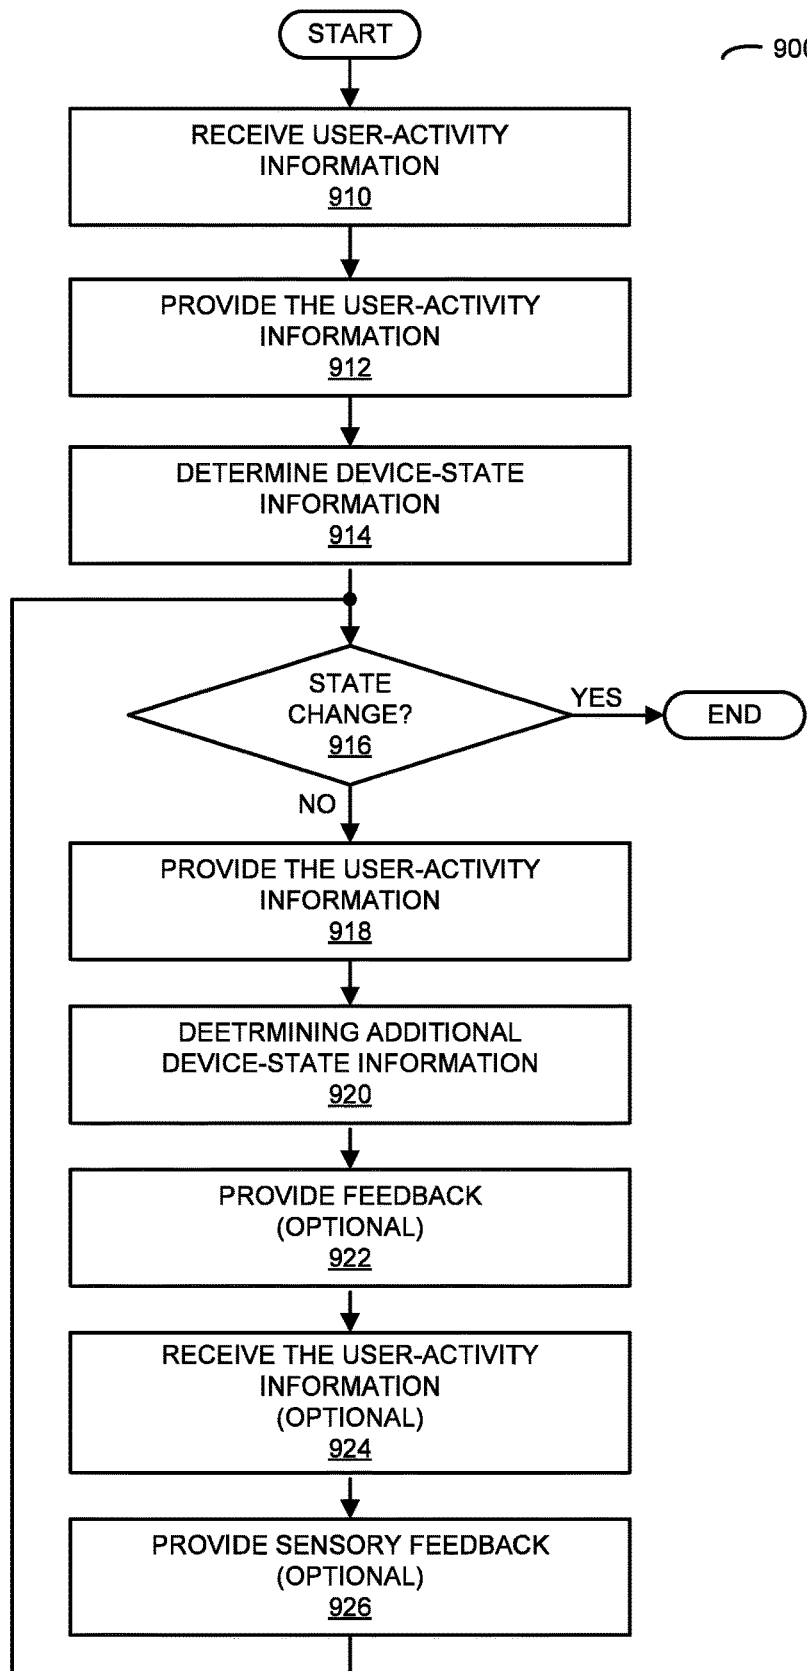 START
900
RECEIVE USER-ACTIVITY
INFORMATION
910
PROVIDE THE USER-ACTIVITY
INFORMATION
912
DETERMINE DEVICE-STATE
INFORMATION
914
STATE
CHANGE?
916
YES
END
NO
PROVIDE THE USER-ACTIVITY
INFORMATION
918
DEETRMINING ADDITIONAL
DEVICE-STATE INFORMATION
920
PROVIDE FEEDBACK
(OPTIONAL)
922
RECEIVE THE USER-ACTIVITY
INFORMATION
(OPTIONAL)
924
PROVIDE SENSORY FEEDBACK
(OPTIONAL)
926